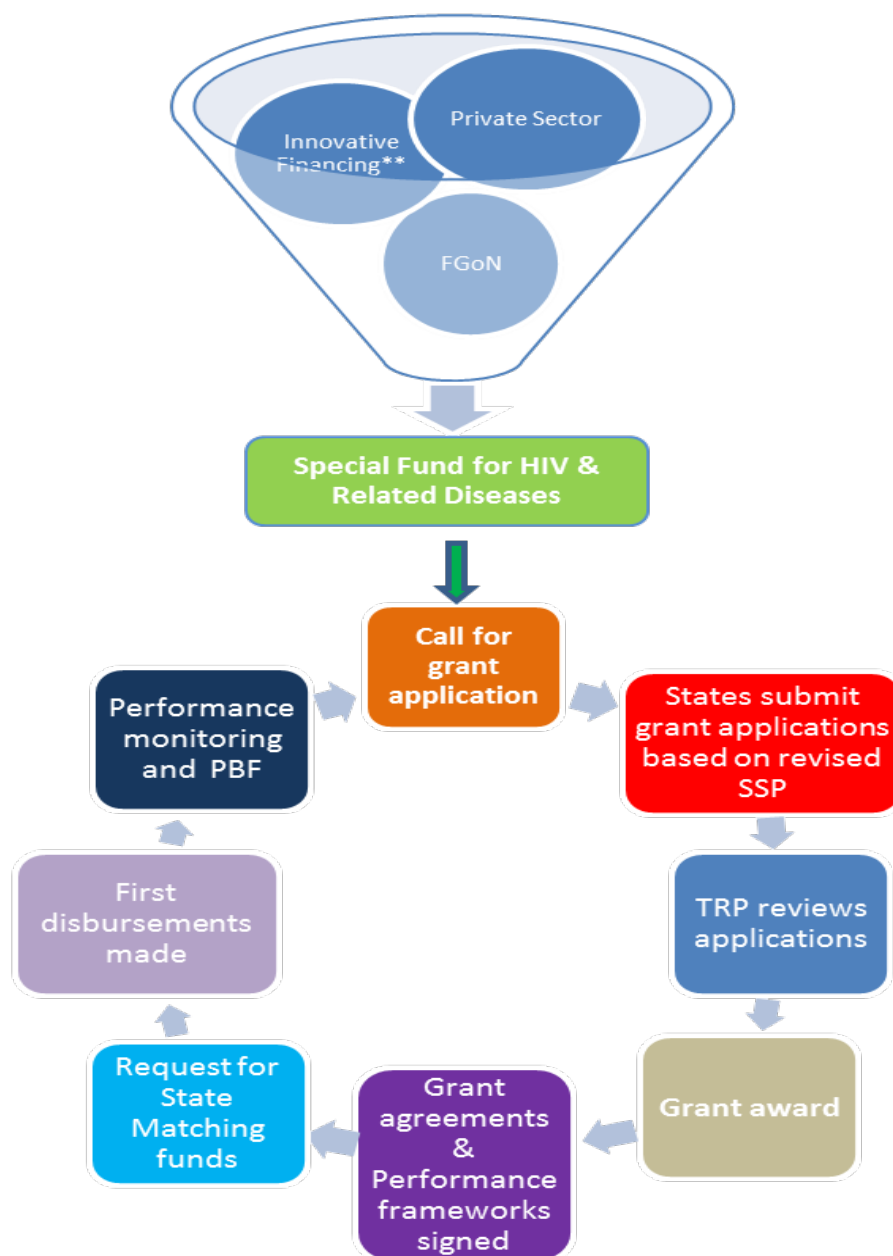 Private Sector
Innovative
Financing**
FGoN
Special Fund for HIV &
Related Diseases
Call for
grant
application
States submit
grant applications
based on revised
SSP
TRP reviews
applications
Grant award
Grant
agreements
&
Performance
frameworks
signed
Request for
State
Matching
funds
First
disbursements
made
Performance
monitoring
and PBF